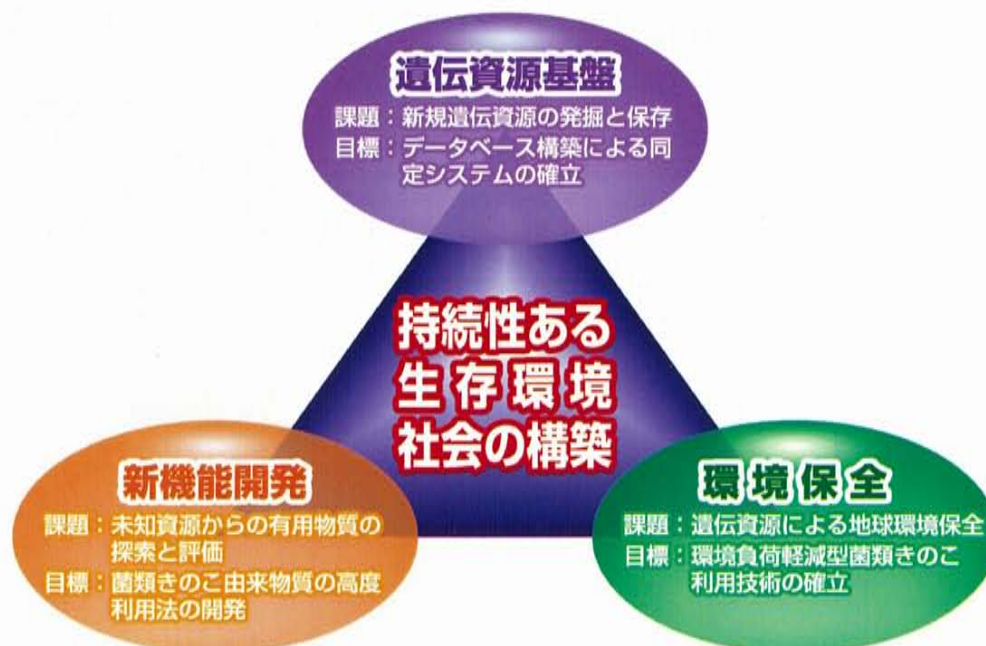 遺伝資源基盤
課題：新規遺伝資源の発掘と保存
目標：データベース構築による同
定システムの確立
持続性ある
生存環境
社会の構築
新機能開発
課題：未知資源からの有用物質の
探索と評価
目標：菌類きのこ由来物質の高度
利用法の開発
環境保全
課題：遺伝資源による地球環境保全
目標：環境負荷軽減型菌類きのこ
利用技術の確立